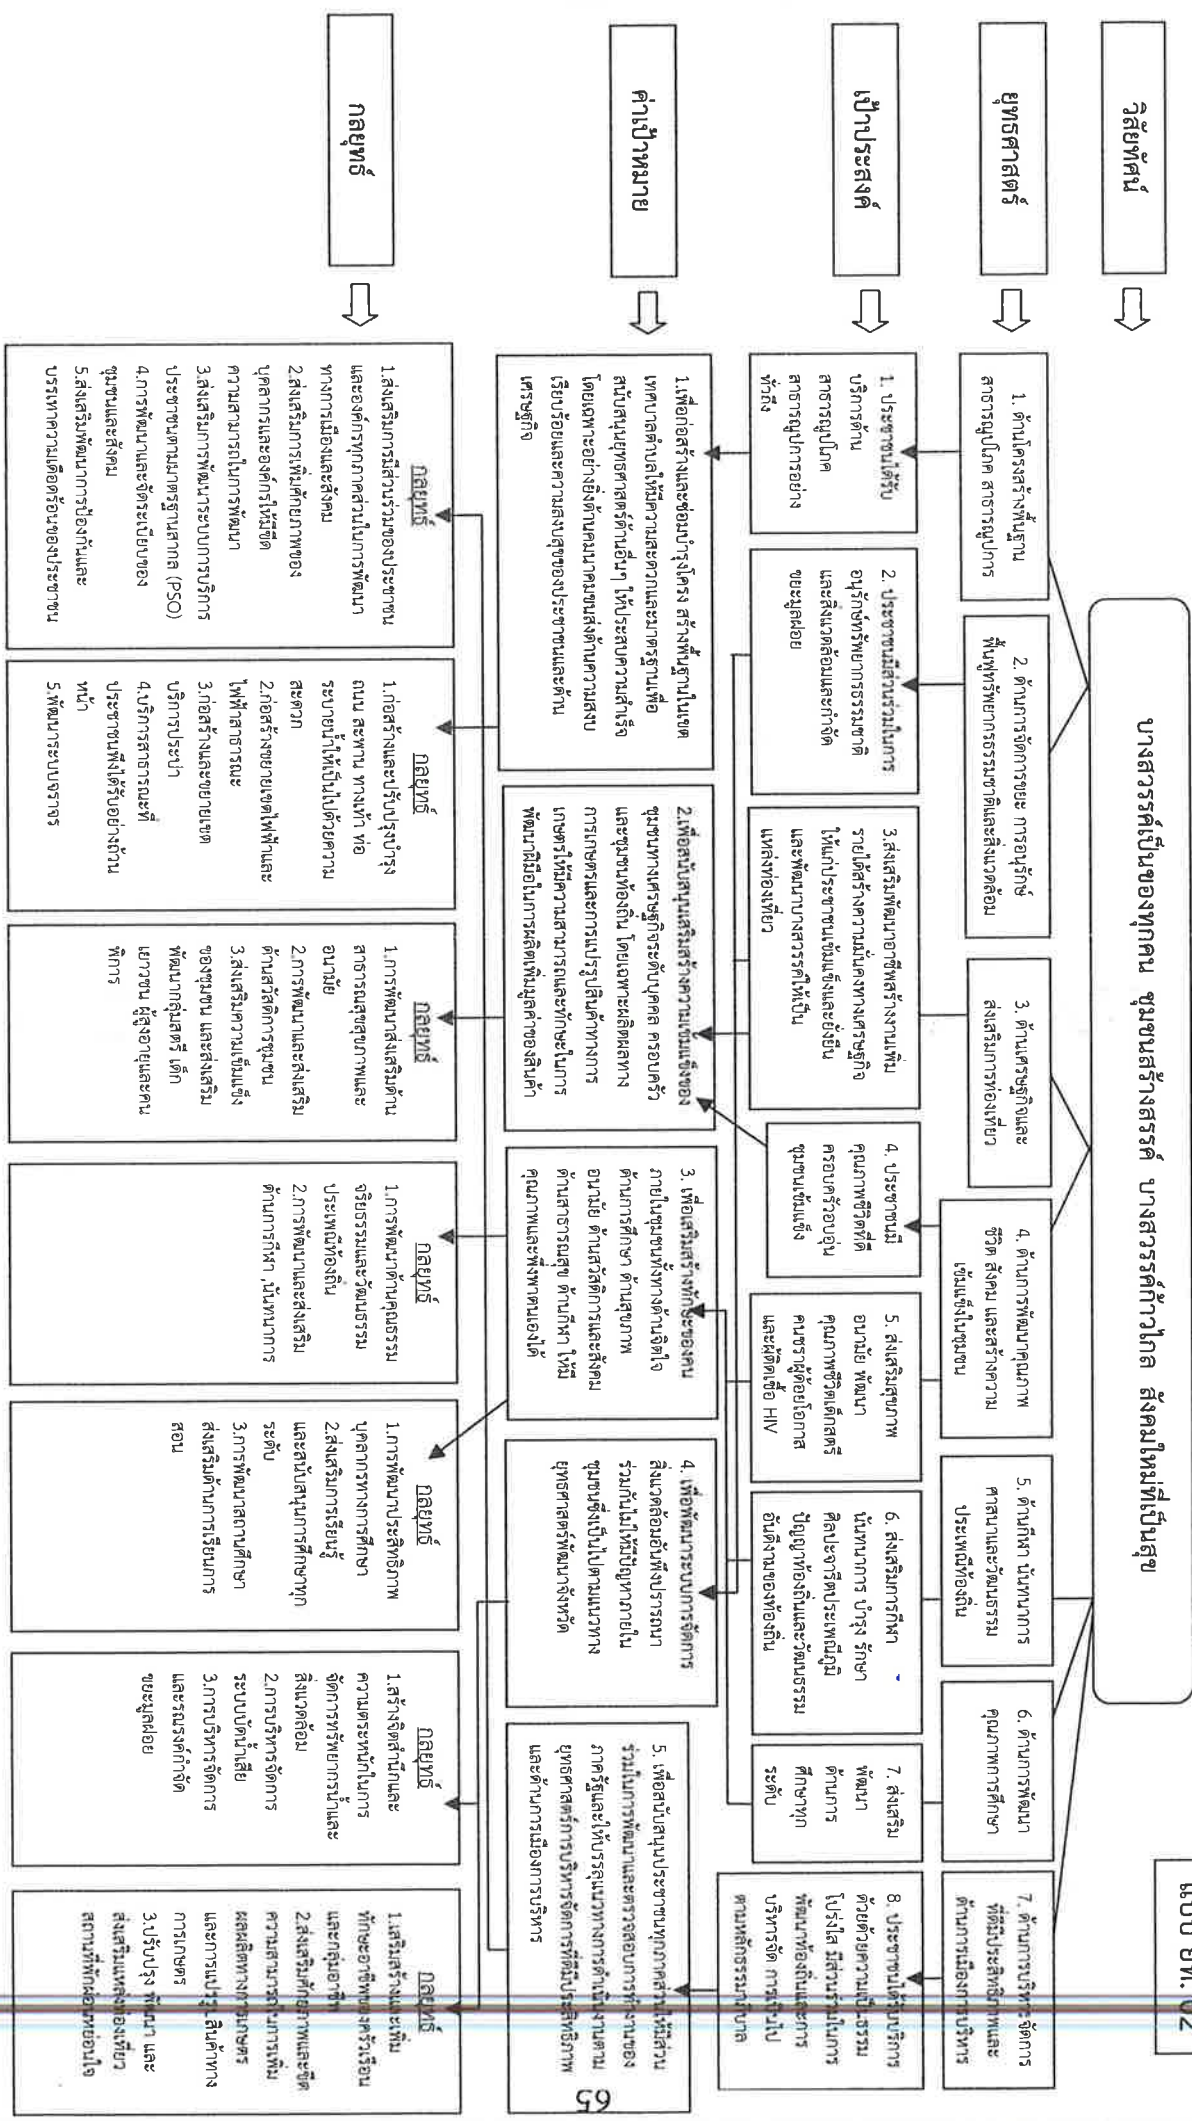 แบบ ยท. 02
วิสัยทัศน์
บางสวรรค์เป็นของทุกคน ชุมชนสร้างสรรค์ บางสวรรค์ก้าวไกล สังคมใหม่ที่เป็นสุข
ยุทธศาสตร์
1. ด้านโครงสร้างพื้นฐาน
สาธารณูปโภค สาธารณูปการ
2. ด้านการจัดการขยะ การอนุรักษ์
ฟื้นฟูทรัพยากรธรรมชาติและสิ่งแวดล้อม
3. ด้านเศรษฐกิจและ
ส่งเสริมการท่องเที่ยว
4. ด้านการพัฒนาคุณภาพ
ชีวิต สังคม และสร้างความ
เข้มแข็งในชุมชน
5. ด้านกีฬา นันทนาการ
ศาสนาและวัฒนธรรม
ประเพณีท้องถิ่น
6. ด้านการพัฒนา
คุณภาพการศึกษา
7. ด้านการบริหารจัดการ
ที่ดีมีประสิทธิภาพและ
ด้านการเมืองการบริหาร
เป้าประสงค์
1. ประชาชนได้รับ
บริการด้าน
สาธารณูปโภค
สาธารณูปการอย่าง
ทั่วถึง
2. ประชาชนมีส่วนร่วมในการ
อนุรักษ์ทรัพยากรธรรมชาติ
และสิ่งแวดล้อมและกำจัด
ขยะมูลฝอย
3.ส่งเสริมพัฒนาอาชีพสร้างงานเพิ่ม
รายได้สร้างความมั่นคงทางเศรษฐกิจ
ให้แก่ประชาชนเข้มแข็งและยั่งยืน
และพัฒนาบางสวรรค์ให้เป็น
แหล่งท่องเที่ยว
4. ประชาชนมี
คุณภาพชีวิตที่ดี
ครอบครัวอบอุ่น
ชุมชนเข้มแข็ง
5. ส่งเสริมสุขภาพ
อนามัย พัฒนา
คุณภาพชีวิตเด็กสตรี
คนชราผู้ด้อยโอกาส
และผู้ติดเชื้อ HIV
6. ส่งเสริมการกีฬา
นันทนาการ บำรุง รักษา
ศิลปะจารีตประเพณีภูมิ
ปัญญาท้องถิ่นและวัฒนธรรม
อันดีงามของท้องถิ่น
7. ส่งเสริม
พัฒนา
ด้านการ
ศึกษาทุก
ระดับ
8. ประชาชนได้รับบริการ
ด้วยด้วยความเป็นธรรม
โปร่งใส มีส่วนร่วมในการ
พัฒนาท้องถิ่นและการ
บริหารจัด การเป็นไป
ตามหลักธรรมาภิบาล
ค่าเป้าหมาย
1.เพื่อก่อสร้างและซ่อมบำรุงโครง สร้างพื้นฐานในเขต
เทศบาลตำบลให้มีความสะดวกและมาตรฐานเพื่อ
สนับสนุนยุทธศาสตร์ด้านอื่นๆ ให้ประสบความสำเร็จ
โดยเฉพาะอย่างยิ่งด้านคมนาคมขนส่งด้านความสงบ
เรียบร้อยและความสงบสุขของประชาชนและด้าน
เศรษฐกิจ
2.เพื่อสนับสนุนเสริมสร้างความเข้มแข็งของ
ชุมชนทางเศรษฐกิจระดับบุคคล ครอบครัว
และชุมชนท้องถิ่น โดยเฉพาะผลิตผลทาง
การเกษตรและการแปรรูปสินค้าทางการ
เกษตรให้มีความสามารถและทักษะในการ
พัฒนาฝีมือในการผลิตเพิ่มมูลค่าของสินค้า
3. เพื่อเสริมสร้างทักษะของคน
ภายในชุมชนทั้งทางด้านจิตใจ
ด้านการศึกษา ด้านสุขภาพ
อนามัย ด้านสวัสดิการและสังคม
ด้านสาธารณสุข ด้านกีฬา ให้มี
คุณภาพและพึ่งพาตนเองได้
4. เพื่อพัฒนาระบบการจัดการ
สิ่งแวดล้อมอันพึงปรารถนา
ร่วมกันไม่ให้มีปัญหาภายใน
ชุมชนซึ่งเป็นไปตามแนวทาง
ยุทธศาสตร์พัฒนาจังหวัด
5. เพื่อสนับสนุนประชาชนทุกภาคส่วนให้มีส่วน
ร่วมในการพัฒนาและตรวจสอบการทำงานของ
ภาครัฐและให้บรรลุแนวทางการดำเนินงานตาม
ยุทธศาสตร์การบริหารจัดการที่ดีมีประสิทธิภาพ
และด้านการเมืองการบริหาร
กลยุทธ์
กลยุทธ์
1.ส่งเสริมการมีส่วนร่วมของประชาชน
และองค์กรทุกภาคส่วนในการพัฒนา
ทางการเมืองและสังคม
2.ส่งเสริมการเพิ่มศักยภาพของ
บุคลากรและองค์กรให้มีขีด
ความสามารถในการพัฒนา
3.ส่งเสริมการพัฒนาระบบการบริการ
ประชาชนตามมาตรฐานสากล (PSO)
4.การพัฒนาและจัดระเบียบของ
ชุมชนและสังคม
5.ส่งเสริมพัฒนาการป้องกันและ
บรรเทาความเดือดร้อนของประชาชน
กลยุทธ์
1.ก่อสร้างและปรับปรุงบำรุง
ถนน สะพาน ทางเท้า ท่อ
ระบายน้ำให้เป็นไปด้วยความ
สะดวก
2.ก่อสร้างขยายเขตไฟฟ้าและ
ไฟฟ้าสาธารณะ
3.ก่อสร้างและขยายเขต
บริการประปา
4.บริการสาธารณะที่
ประชาชนพึงได้รับอย่างถ้วน
หน้า
5.พัฒนาระบบจราจร
กลยุทธ์
1.การพัฒนาส่งเสริมด้าน
สาธารณสุขสุขภาพและ
อนามัย
2.การพัฒนาและส่งเสริม
ด้านสวัสดิการชุมชน
3.ส่งเสริมความเข็มแข็ง
ของชุมชน และส่งเสริม
พัฒนากลุ่มสตรี เด็ก
เยาวชน ผู้สูงอายุและคน
พิการ
กลยุทธ์
1.การพัฒนาด้านคุณธรรม
จริยธรรมและวัฒนธรรม
ประเพณีท้องถิ่น
2.การพัฒนาและส่งเสริม
ด้านการกีฬา ,นันทนาการ
กลยุทธ์
1.การพัฒนาประสิทธิภาพ
บุคลากรทางการศึกษา
2.ส่งเสริมการเรียนรู้
และสนับสนุนการศึกษาทุก
ระดับ
3.การพัฒนาสถานศึกษา
ส่งเสริมด้านการเรียนการ
สอน
กลยุทธ์
1.สร้างจิตสำนึกและ
ความตระหนักในการ
จัดการทรัพยากรน้ำและ
สิ่งแวดล้อม
2.การบริหารจัดการ
ระบบบัดน้ำเสีย
3.การบริหารจัดการ
และรณรงค์กำจัด
ขยะมูลฝอย
กลยุทธ์
1.เสริมสร้างและเพิ่ม
ทักษะอาชีพของครัวเรือน
และกลุ่มอาชีพ
2.ส่งเสริมศักยภาพและขีด
ความสามารถในการเพิ่ม
ผลผลิตทางการเกษตร
และการแปรรูป สินค้าทาง
การเกษตร
3.ปรับปรุง พัฒนา และ
ส่งเสริมแหล่งท่องเที่ยว
สถานที่พักผ่อนหย่อนใจ
65